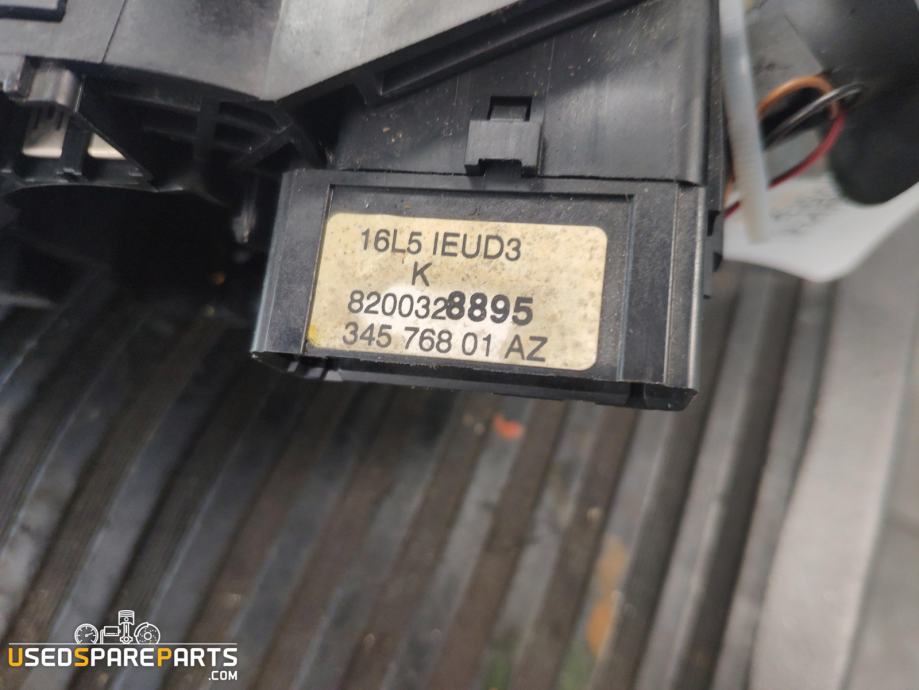 16L5 IEUD3
K
8200328895
345 768 01 AZ
USEDSPAREPARTS
.COM